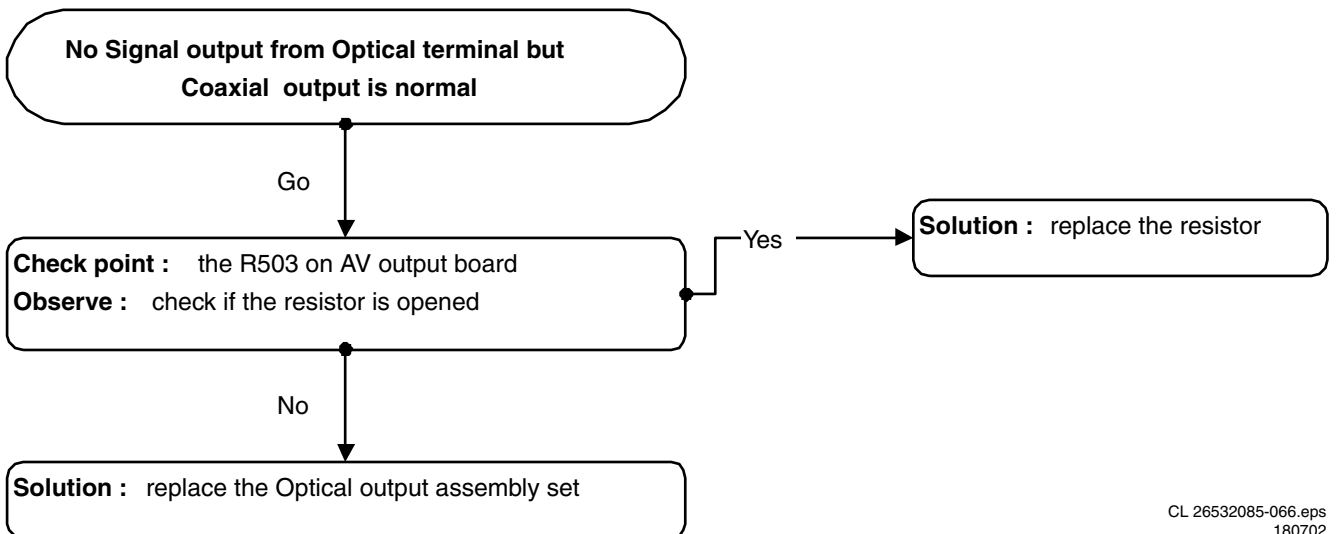 No Signal output from Optical terminal but
Coaxial output is normal
Go
Check point : the R503 on AV output board
Observe : check if the resistor is opened
Yes
Solution : replace the resistor
No
Solution : replace the Optical output assembly set
CL 26532085-066.eps
180702